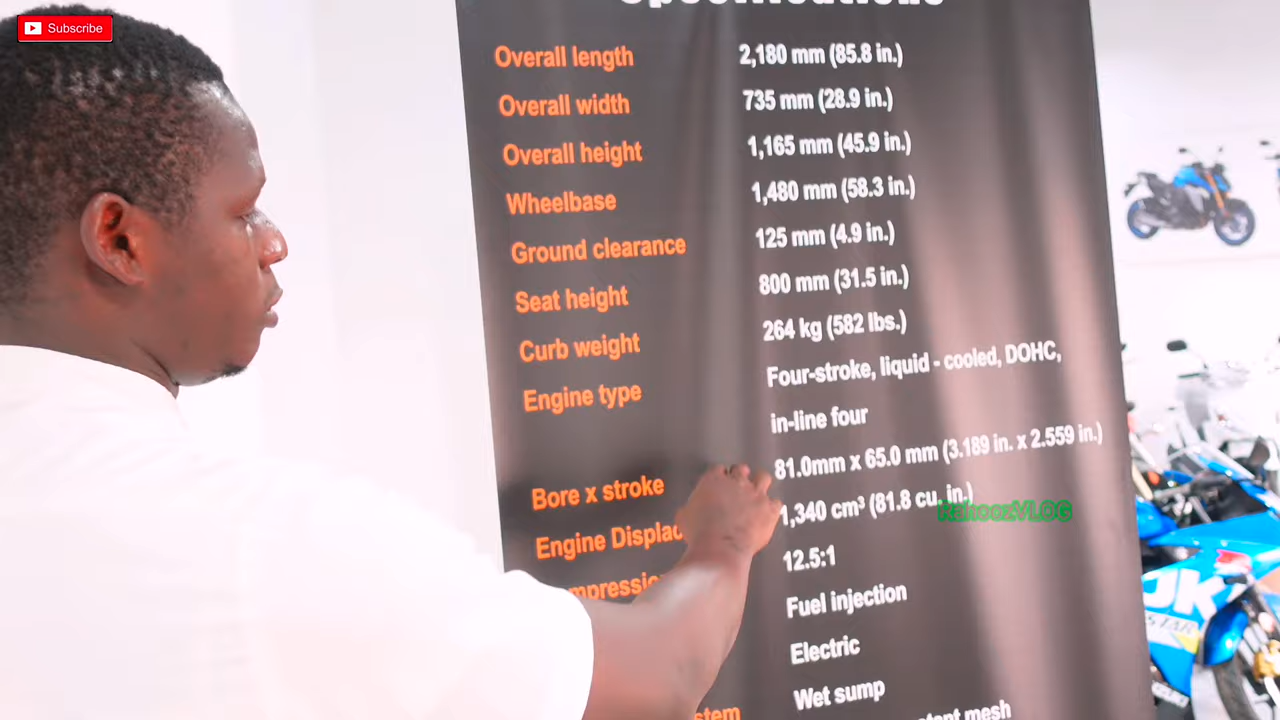 Subscribe
Specifications
Overall length 2,180 mm (85.8 in.)
Overall width 735 mm (28.9 in.)
Overall height 1,165 mm (45.9 in.)
Wheelbase 1,480 mm (58.3 in.)
Ground clearance 125 mm (4.9 in.)
Seat height 800 mm (31.5 in.)
Curb weight 264 kg (582 lbs.)
Engine type Four-stroke, liquid - cooled, DOHC,
in-line four
Bore x stroke 81.0mm x 65.0 mm (3.189 in. x 2.559 in.)
Engine 1,340 cm³ (81.8 cu. in.)
12.5:1
Fuel injection
Electric
Wet sump
mesh
RahoozVLOG